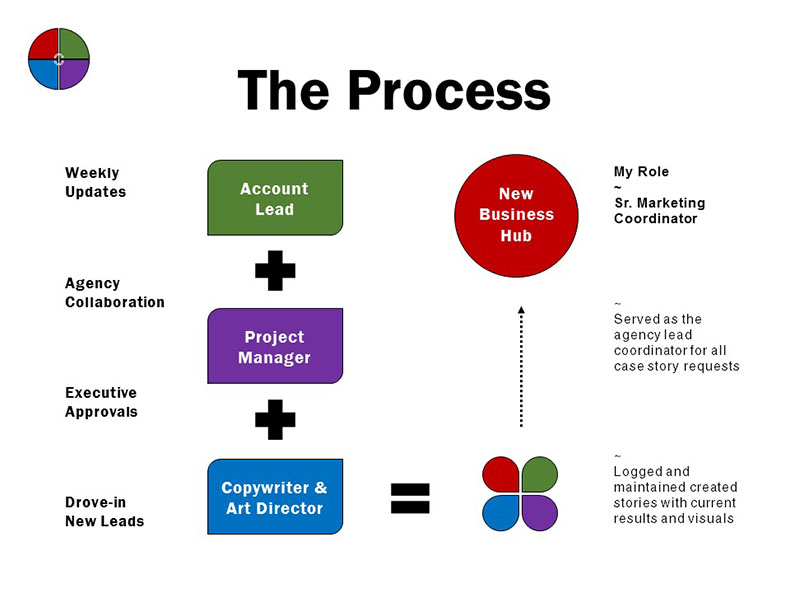 The Process
Weekly
Updates
Agency
Collaboration
Executive
Approvals
Drove-in
New Leads
Account
Lead
Project
Manager
Copywriter &
Art Director
New
Business
Hub
My Role
~
Sr. Marketing
Coordinator
~
Served as the
agency lead
coordinator for all
case story requests
~
Logged and
maintained created
stories with current
results and visuals